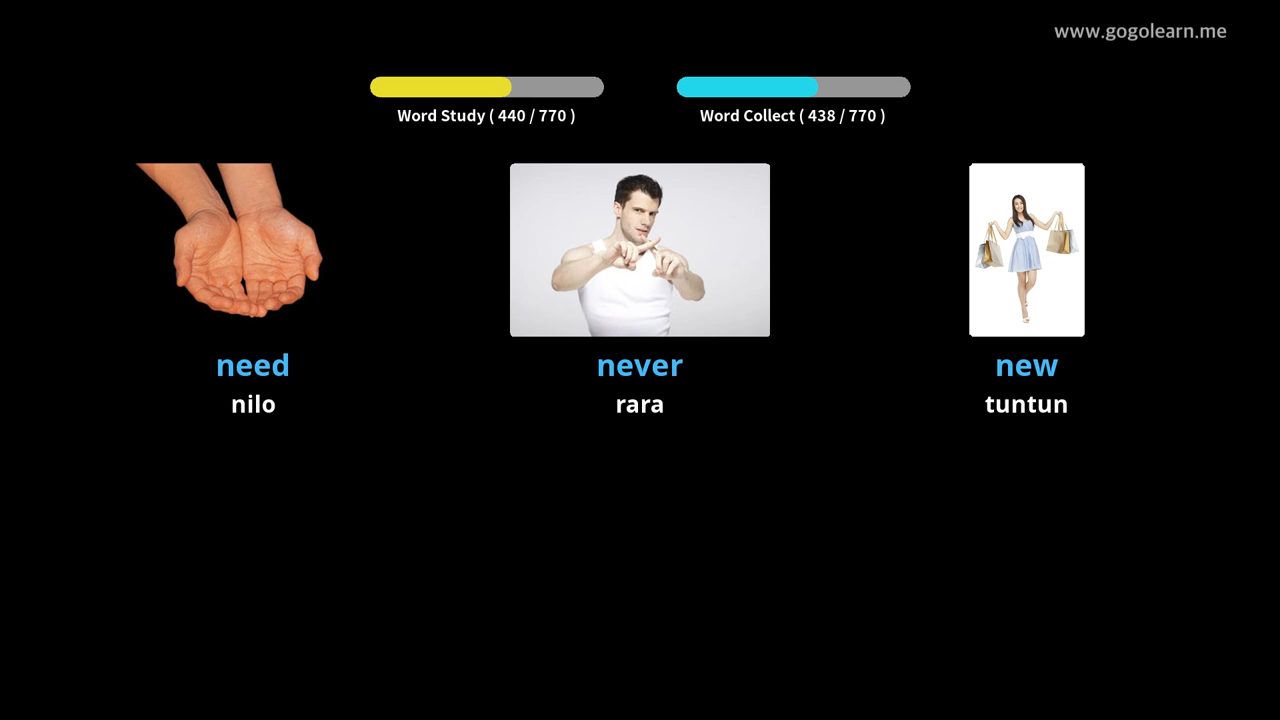 www.gogolearn.me
Word Study ( 440 / 770 )
Word Collect ( 438 / 770 )
need
never
new
nilo
rara
tuntun